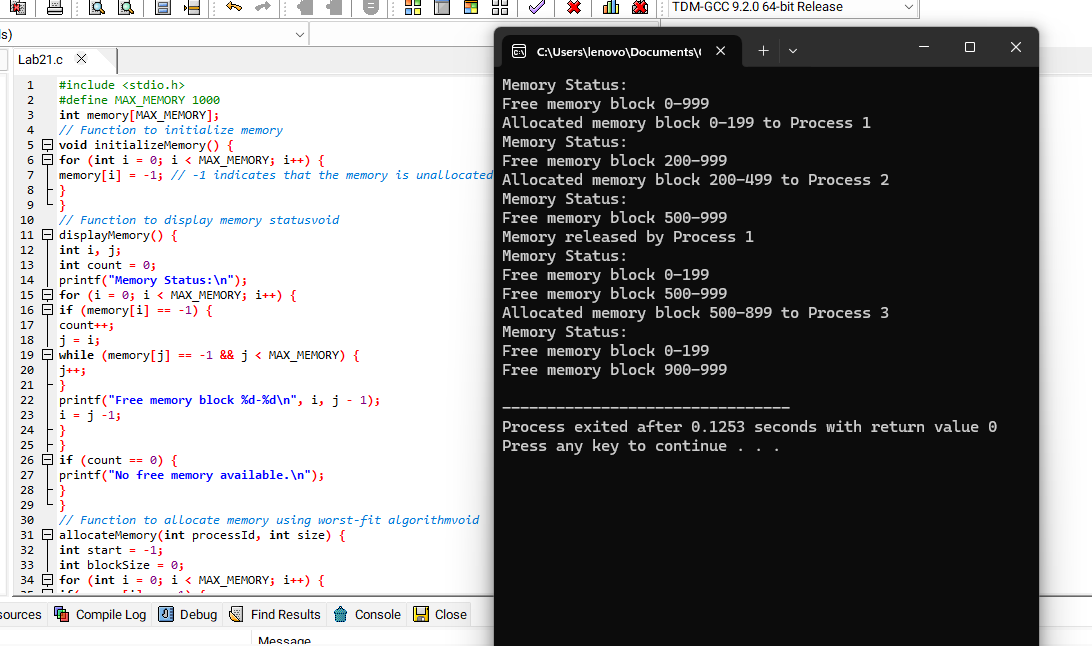 TDM-GCC 9.2.0 64-bit Release
s)
Lab21.c
1 #include <stdio.h>
2 #define MAX_MEMORY 1000
3 int memory[MAX_MEMORY];
4 // Function to initialize memory
5 void initializeMemory() {
6 for (int i = 0; i < MAX_MEMORY; i++) {
7 memory[i] = -1; // -1 indicates that the memory is unallocated
8 }
9 }
10 // Function to display memory statusvoid
11 displayMemory() {
12 int i, j;
13 int count = 0;
14 printf("Memory Status:\n");
15 for (i = 0; i < MAX_MEMORY; i++) {
16 if (memory[i] == -1) {
17 count++;
18 j = i;
19 while (memory[j] == -1 && j < MAX_MEMORY) {
20 j++;
21 }
22 printf("Free memory block %d-%d\n", i, j - 1);
23 i = j -1;
24 }
25 }
26 if (count == 0) {
27 printf("No free memory available.\n");
28 }
29 }
30 // Function to allocate memory using worst-fit algorithmvoid
31 allocateMemory(int processId, int size) {
32 int start = -1;
33 int blockSize = 0;
34 for (int i = 0; i < MAX_MEMORY; i++) {
sources Compile Log Debug Find Results Console Close
Message
C:\Users\lenovo\Documents\
Memory Status:
Free memory block 0-999
Allocated memory block 0-199 to Process 1
Memory Status:
Free memory block 200-999
Allocated memory block 200-499 to Process 2
Memory Status:
Free memory block 500-999
Memory released by Process 1
Memory Status:
Free memory block 0-199
Free memory block 500-999
Allocated memory block 500-899 to Process 3
Memory Status:
Free memory block 0-199
Free memory block 900-999
--------------------------------
Process exited after 0.1253 seconds with return value 0
Press any key to continue . . .